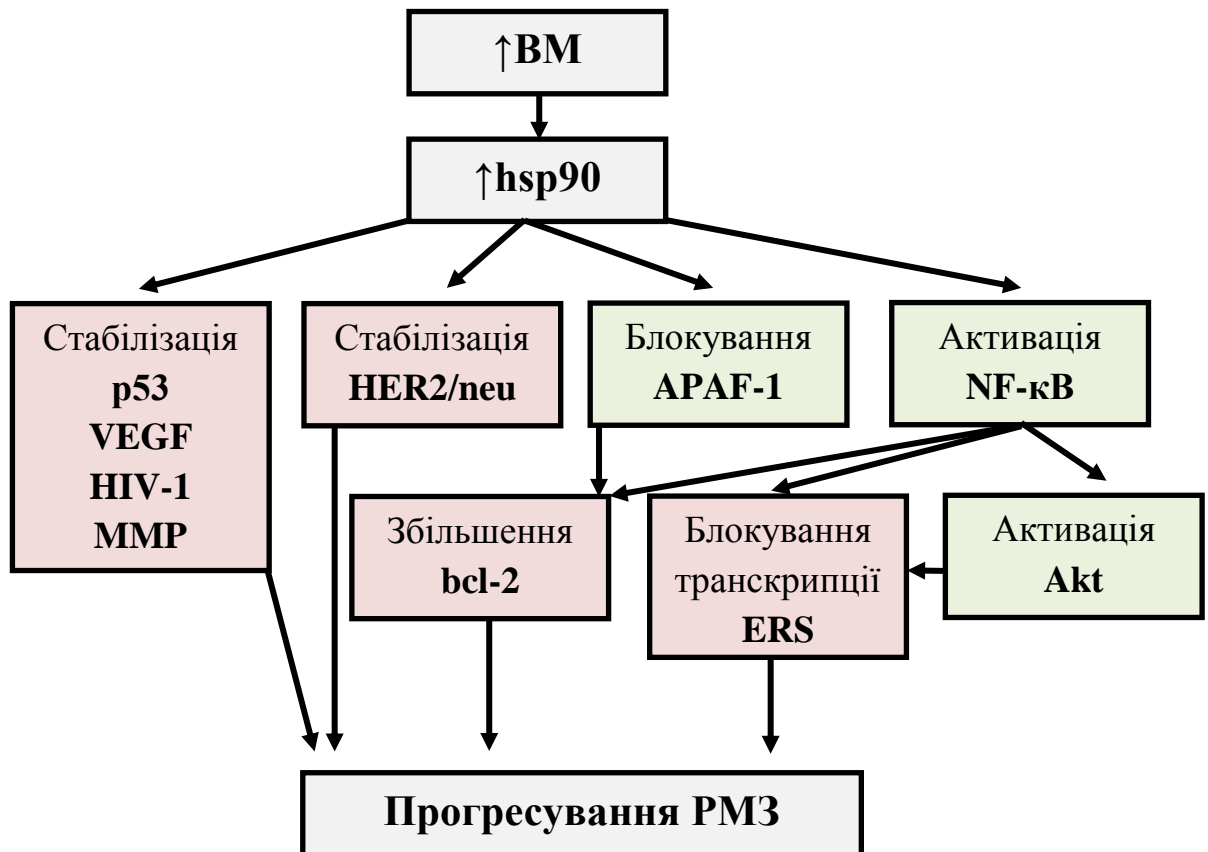 ↑ВМ
↑hsp90
Стабілізація
p53
VEGF
HIV-1
MMP
Стабілізація
HER2/neu
Блокування
APAF-1
Активація
NF-κB
Збільшення
bcl-2
Блокування
транскрипції
ERS
Активація
Akt
Прогресування РМЗ